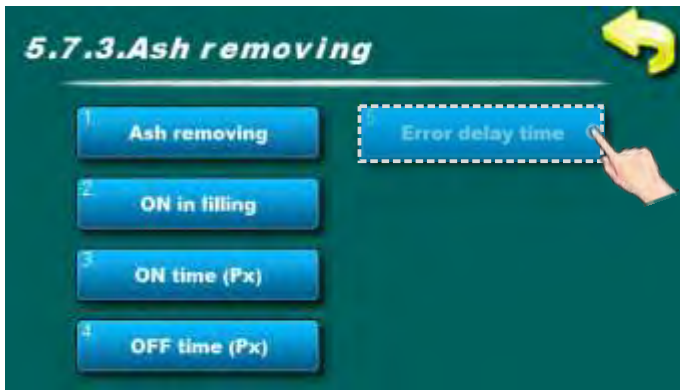 5.7.3.Ash removing
1
Ash removing
2
ON in filling
3
ON time (Px)
4
OFF time (Px)
5
Error delay time